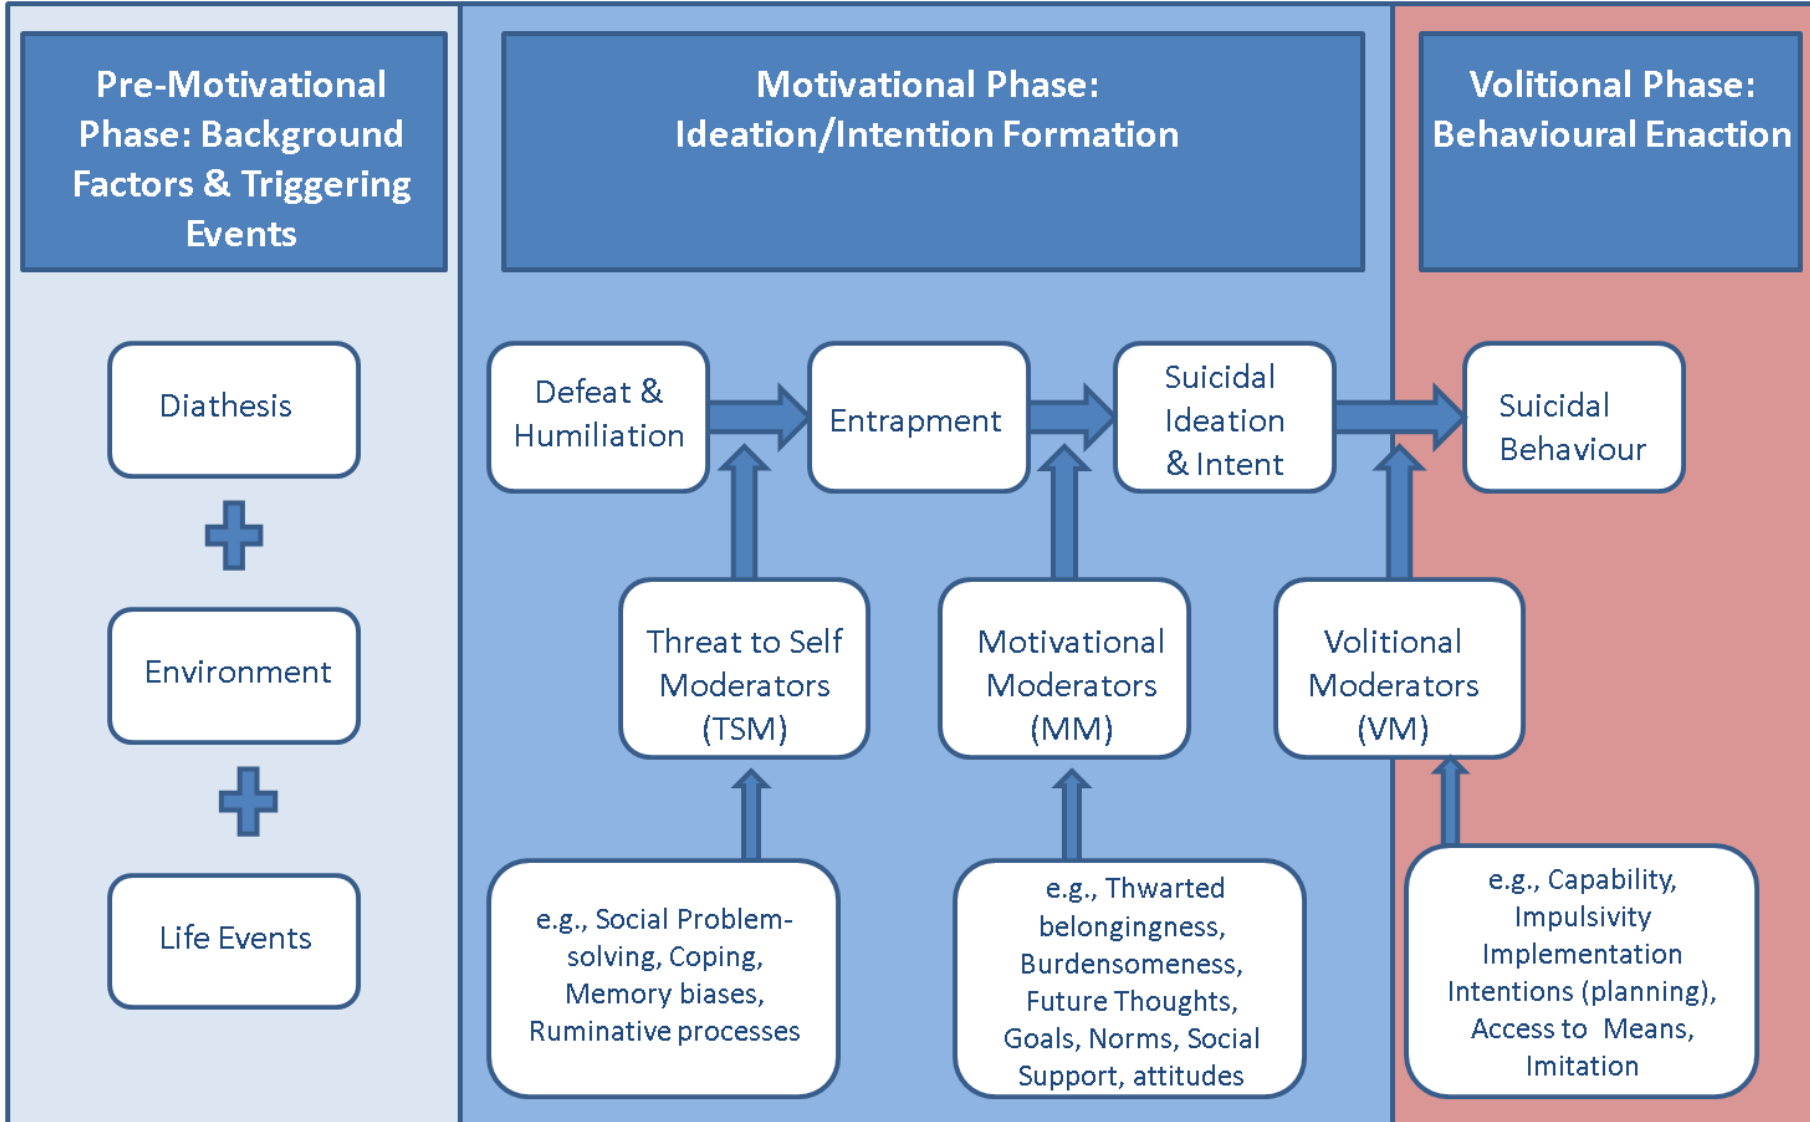 Pre-Motivational
Phase: Background
Factors & Triggering
Events
Motivational Phase:
Ideation/Intention Formation
Volitional Phase:
Behavioural Enaction
Diathesis
Environment
Life Events
Defeat &
Humiliation
Entrapment
Suicidal
Ideation
& Intent
Suicidal
Behaviour
Threat to Self
Moderators
(TSM)
Motivational
Moderators
(MM)
Volitional
Moderators
(VM)
e.g., Social Problem-
solving, Coping,
Memory biases,
Ruminative processes
e.g., Thwarted
belongingness,
Burdensomeness,
Future Thoughts,
Goals, Norms, Social
Support, attitudes
e.g., Capability,
Impulsivity
Implementation
Intentions (planning),
Access to Means,
Imitation